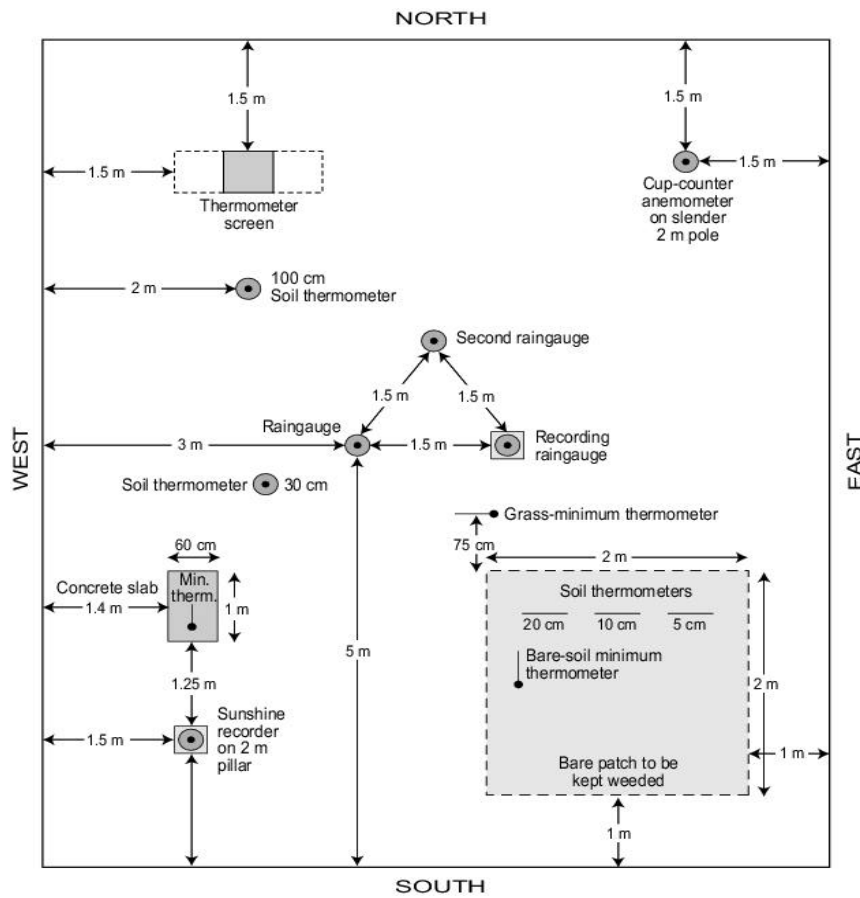 NORTH
1.5 m
1.5 m
1.5 m
1.5 m
Thermometer
screen
Cup-counter
anemometer
on slender
2 m pole
2 m
100 cm
Soil thermometer
Second raingauge
1.5 m
1.5 m
Raingauge
3 m
1.5 m
Recording
raingauge
WEST
EAST
Soil thermometer
30 cm
Grass-minimum thermometer
75 cm
60 cm
2 m
Concrete slab
Min.
therm.
1 m
1.4 m
Soil thermometers
20 cm
10 cm
5 cm
5 m
Bare-soil minimum
thermometer
2 m
1.25 m
Sunshine
recorder
on 2 m
pillar
1.5 m
1 m
Bare patch to be
kept weeded
1 m
SOUTH